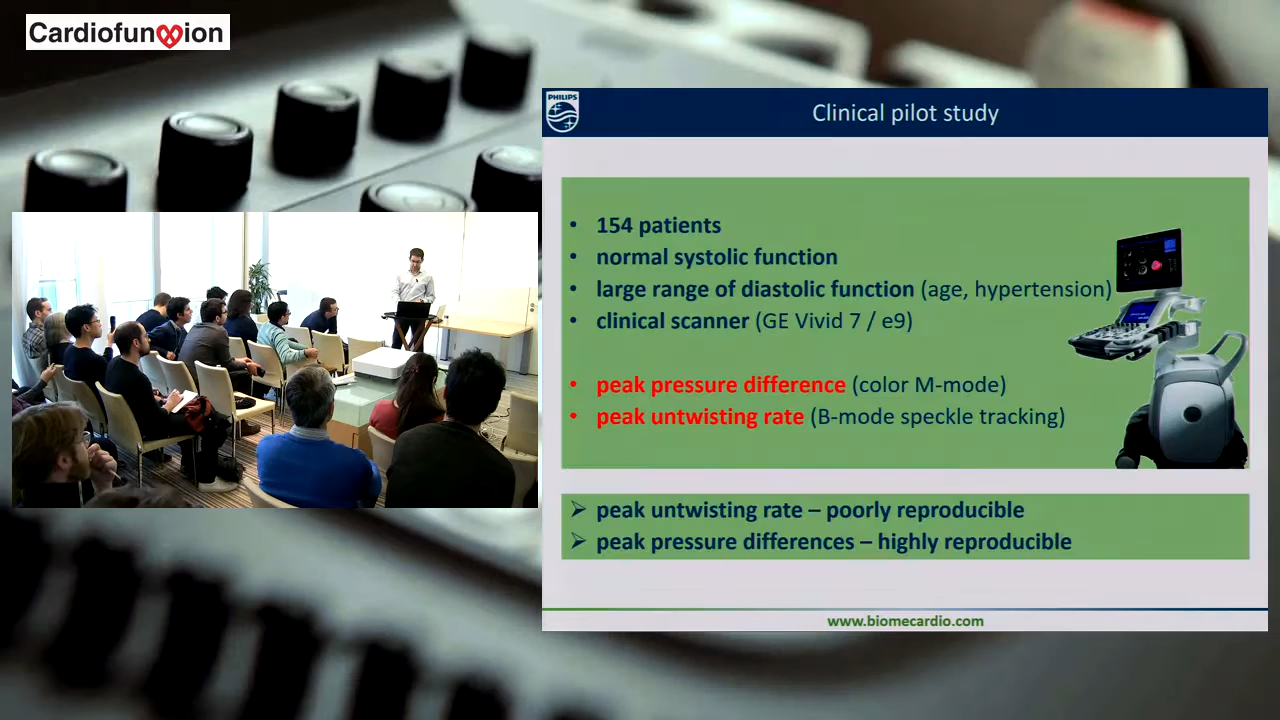 Cardiofunxion
PHILIPS
Clinical pilot study
• 154 patients
• normal systolic function
• large range of diastolic function (age, hypertension)
• clinical scanner (GE Vivid 7 / e9)
• peak pressure difference (color M-mode)
• peak untwisting rate (B-mode speckle tracking)
➢ peak untwisting rate – poorly reproducible
➢ peak pressure differences – highly reproducible
www.biomecardio.com